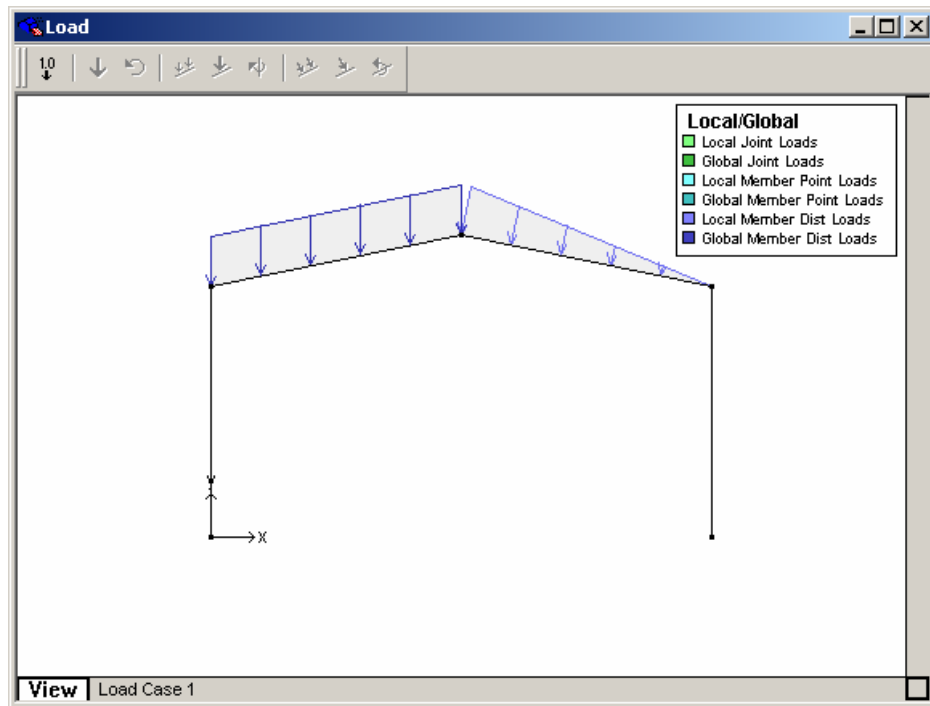 Load
1.0
Local/Global
Local Joint Loads
Global Joint Loads
Local Member Point Loads
Global Member Point Loads
Local Member Dist Loads
Global Member Dist Loads
X
View Load Case 1